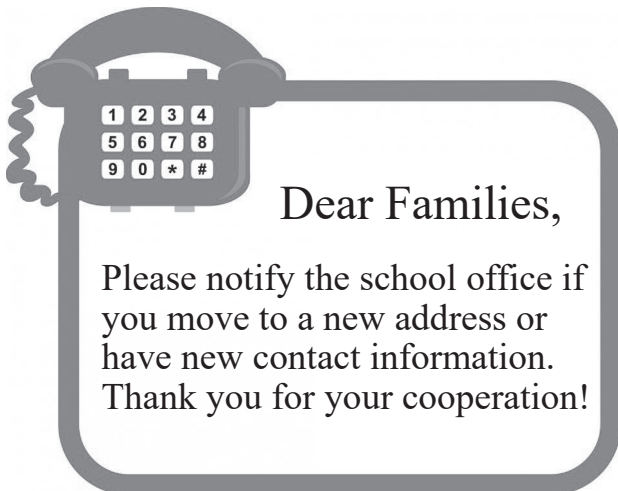 1 2 3 4
5 6 7 8
9 0 * #
Dear Families,
Please notify the school office if
you move to a new address or
have new contact information.
Thank you for your cooperation!